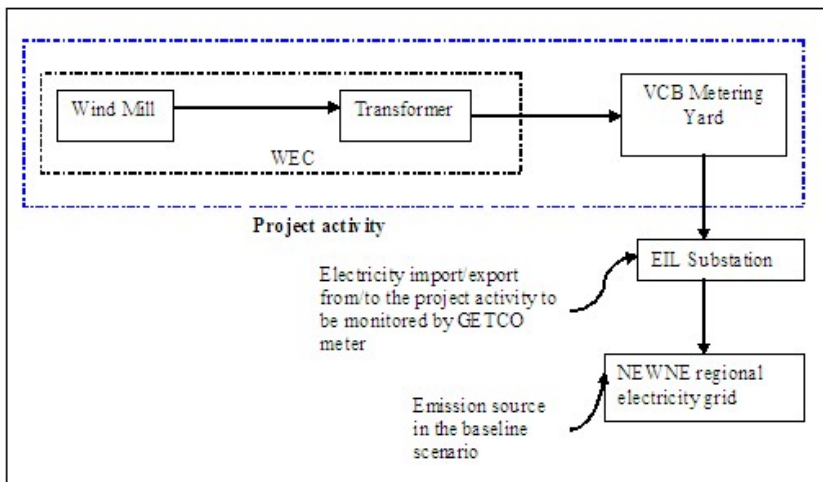 Wind Mill
Transformer
VCB Metering
Yard
WEC
Project activity
EIL Substation
Electricity import/export
from/to the project activity to
be monitored by GETCO
meter
NEWNE regional
electricity grid
Emission source
in the baseline
scenario